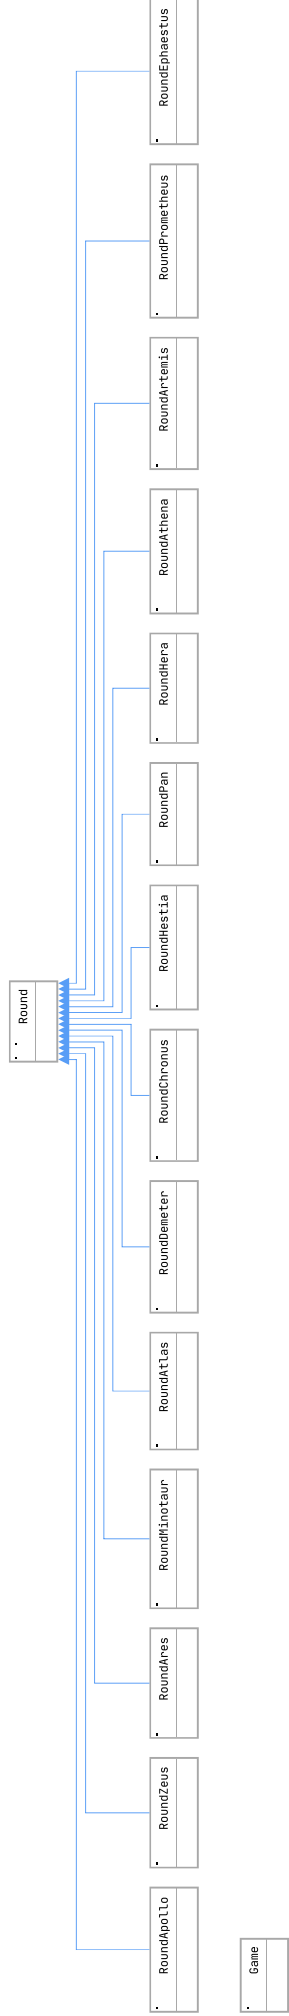 Round
RoundEphaestus
RoundPrometheus
RoundArtemis
RoundAthena
RoundHera
RoundPan
RoundHestia
RoundChronus
RoundDemeter
RoundAtlas
RoundMinotaur
RoundAres
RoundZeus
RoundApollo
Game